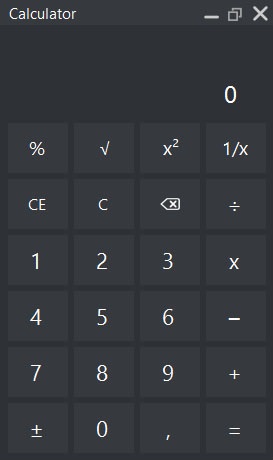 Calculator
0
% √ x² 1/x
CE C ⌫ ÷
1 2 3 x
4 5 6 −
7 8 9 +
± 0 , =